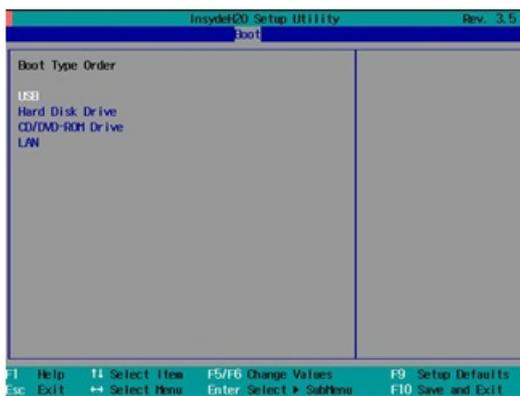 InsydeH20 Setup Utility Rev. 3.5
Boot
Boot Type Order
USB
Hard Disk Drive
CD/DVD-ROM Drive
LAN
F1 Help ↑↓ Select Item F5/F6 Change Values F9 Setup Defaults
Esc Exit ↔ Select Menu Enter Select ▶ SubMenu F10 Save and Exit